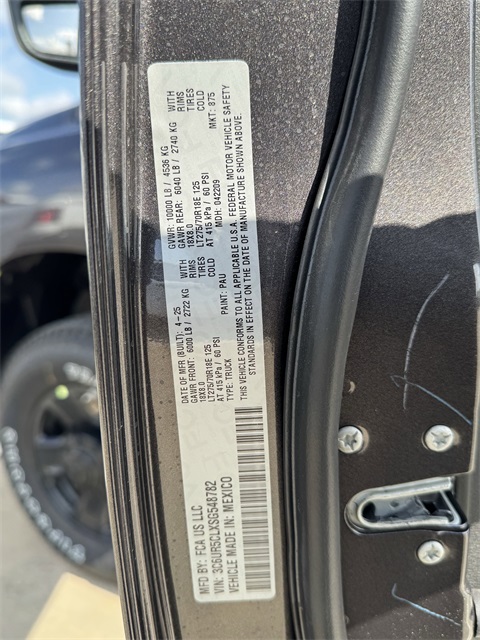 MFD BY: FCA US LLC
3C6UR5CLXSG548782
VEHICLE MADE IN: MEXICO
DATE OF MFR (BUILT): 4-25 GVWR: 10000 LB / 4536 KG
GAWR FRONT: 6000 LB / 2722 KG WITH GAWR REAR: 6040 LB / 2740 KG WITH
18X8.0 RIMS 18X8.0 RIMS
LT275/70R18E 125 TIRES LT275/70R18E 125 TIRES
AT 415 kPa / 60 PSI COLD AT 415 kPa / 60 PSI COLD
TYPE: TRUCK PAINT: PAU MDH: 042209 MKT: 875
THIS VEHICLE CONFORMS TO ALL APPLICABLE U.S.A. FEDERAL MOTOR VEHICLE SAFETY
STANDARDS IN EFFECT ON THE DATE OF MANUFACTURE SHOWN ABOVE.